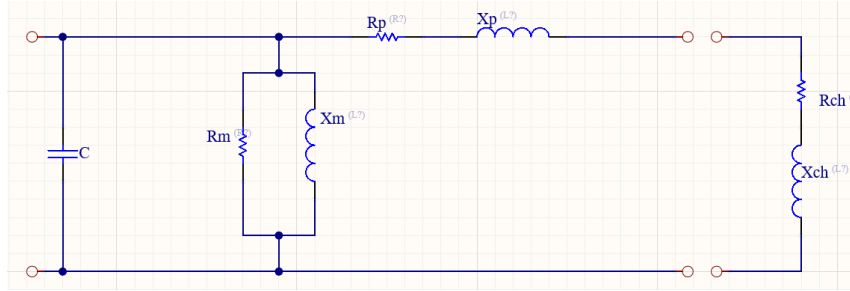 Rp (R?)
Xp (L?)
Rch
Xm (L?)
Rm (R?)
C
Xch (L?)